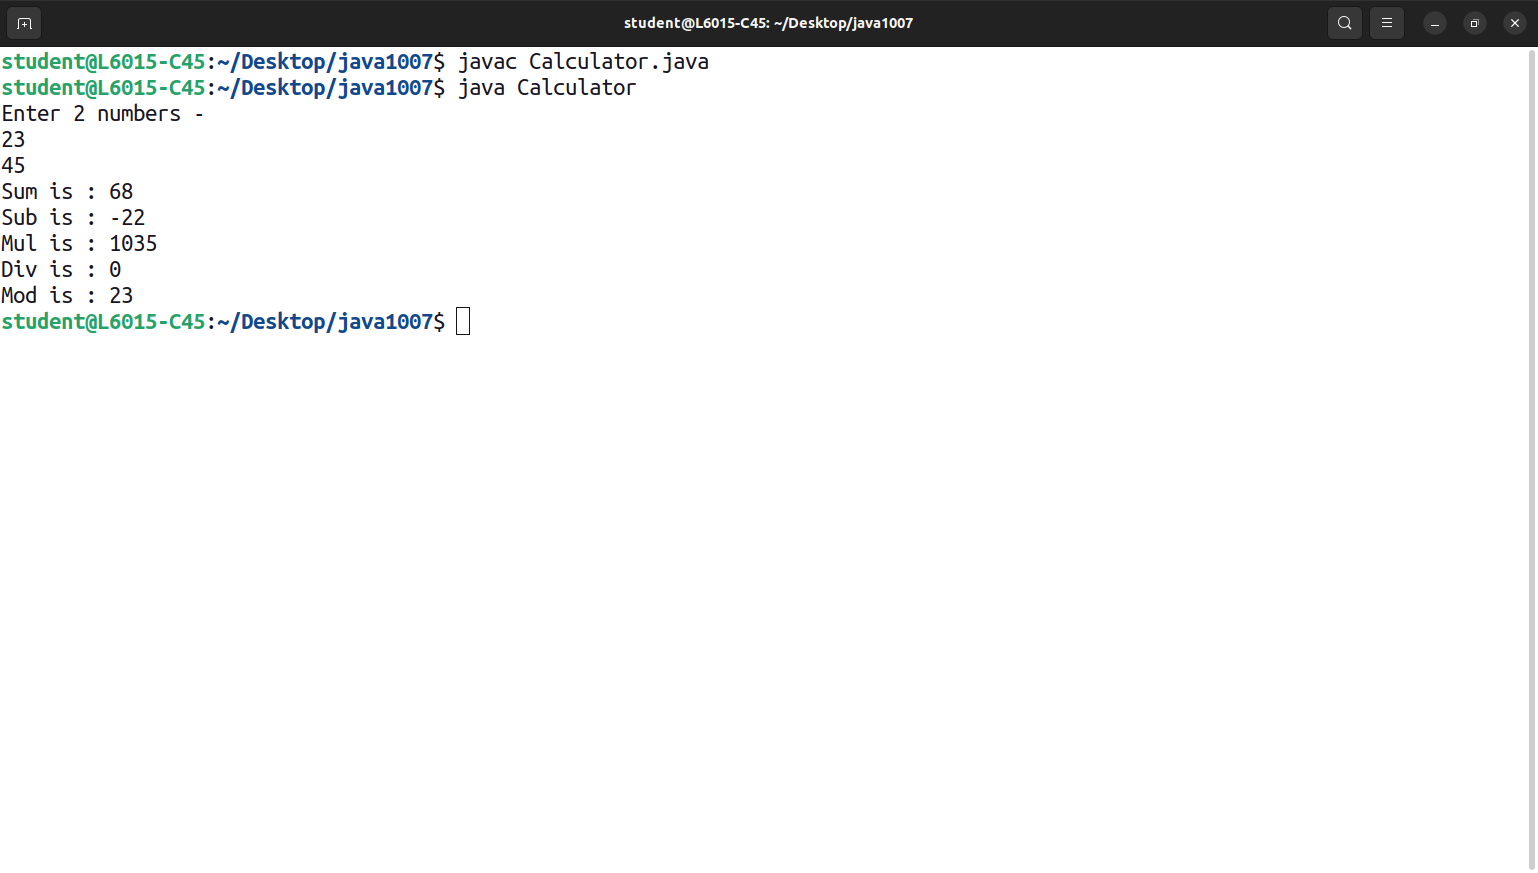 student@L6015-C45: ~/Desktop/java1007
student@L6015-C45:~/Desktop/java1007$ javac Calculator.java
student@L6015-C45:~/Desktop/java1007$ java Calculator
Enter 2 numbers -
23
45
Sum is : 68
Sub is : -22
Mul is : 1035
Div is : 0
Mod is : 23
student@L6015-C45:~/Desktop/java1007$